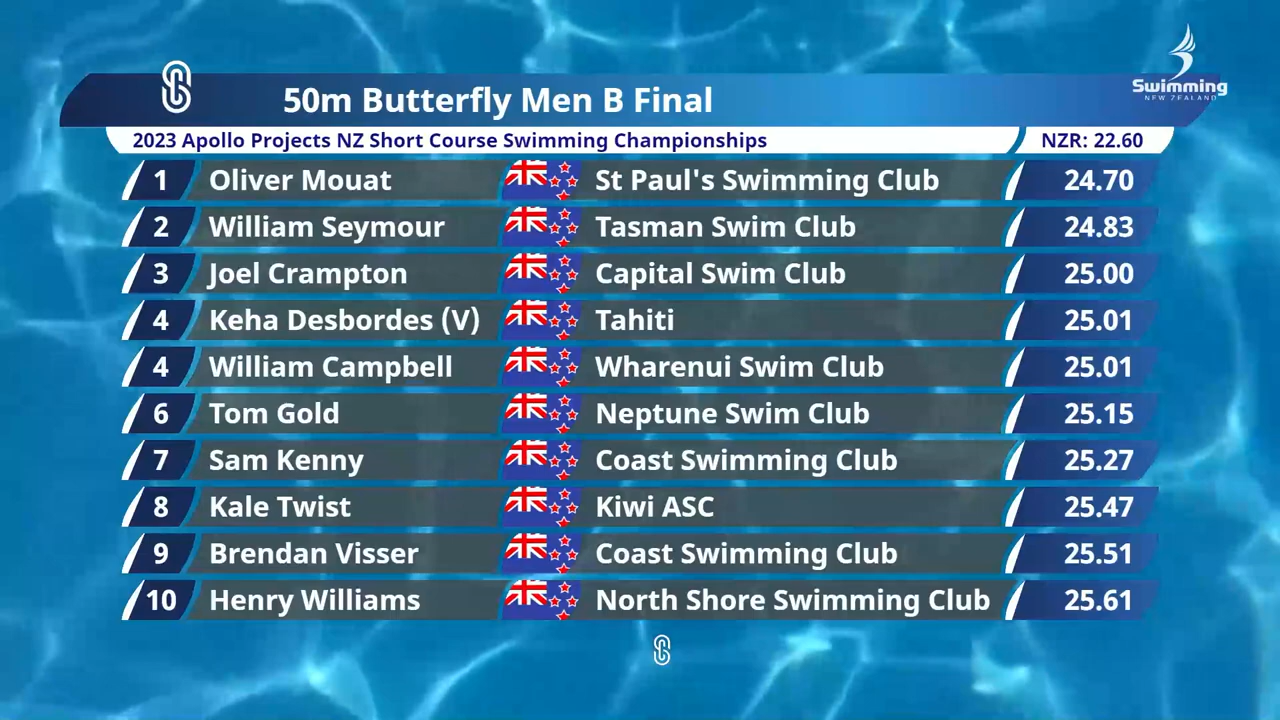 50m Butterfly Men B Final
Swimming
NEW ZEALAND
2023 Apollo Projects NZ Short Course Swimming Championships NZR: 22.60
1 Oliver Mouat St Paul's Swimming Club 24.70
2 William Seymour Tasman Swim Club 24.83
3 Joel Crampton Capital Swim Club 25.00
4 Keha Desbordes (V) Tahiti 25.01
4 William Campbell Wharenui Swim Club 25.01
6 Tom Gold Neptune Swim Club 25.15
7 Sam Kenny Coast Swimming Club 25.27
8 Kale Twist Kiwi ASC 25.47
9 Brendan Visser Coast Swimming Club 25.51
10 Henry Williams North Shore Swimming Club 25.61